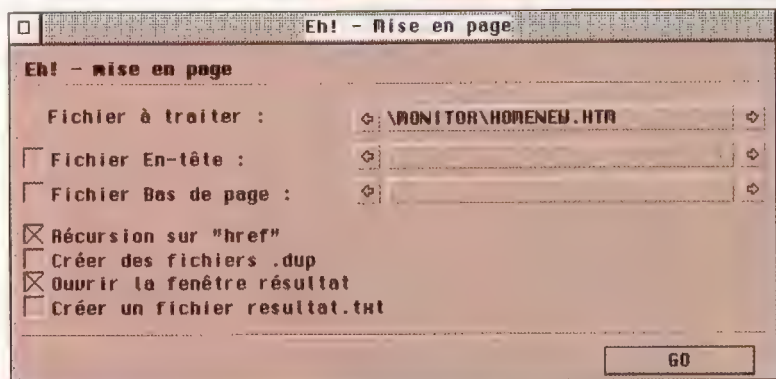 Eh! - Mise en page
Eh! - mise en page
Fichier à traiter : \MONITOR\HOMENEW.HTM
Fichier En-tête :
Fichier Bas de page :
Récursion sur "href"
Créer des fichiers .dup
Ouvrir la fenêtre résultat
Créer un fichier resultat.txt
GO